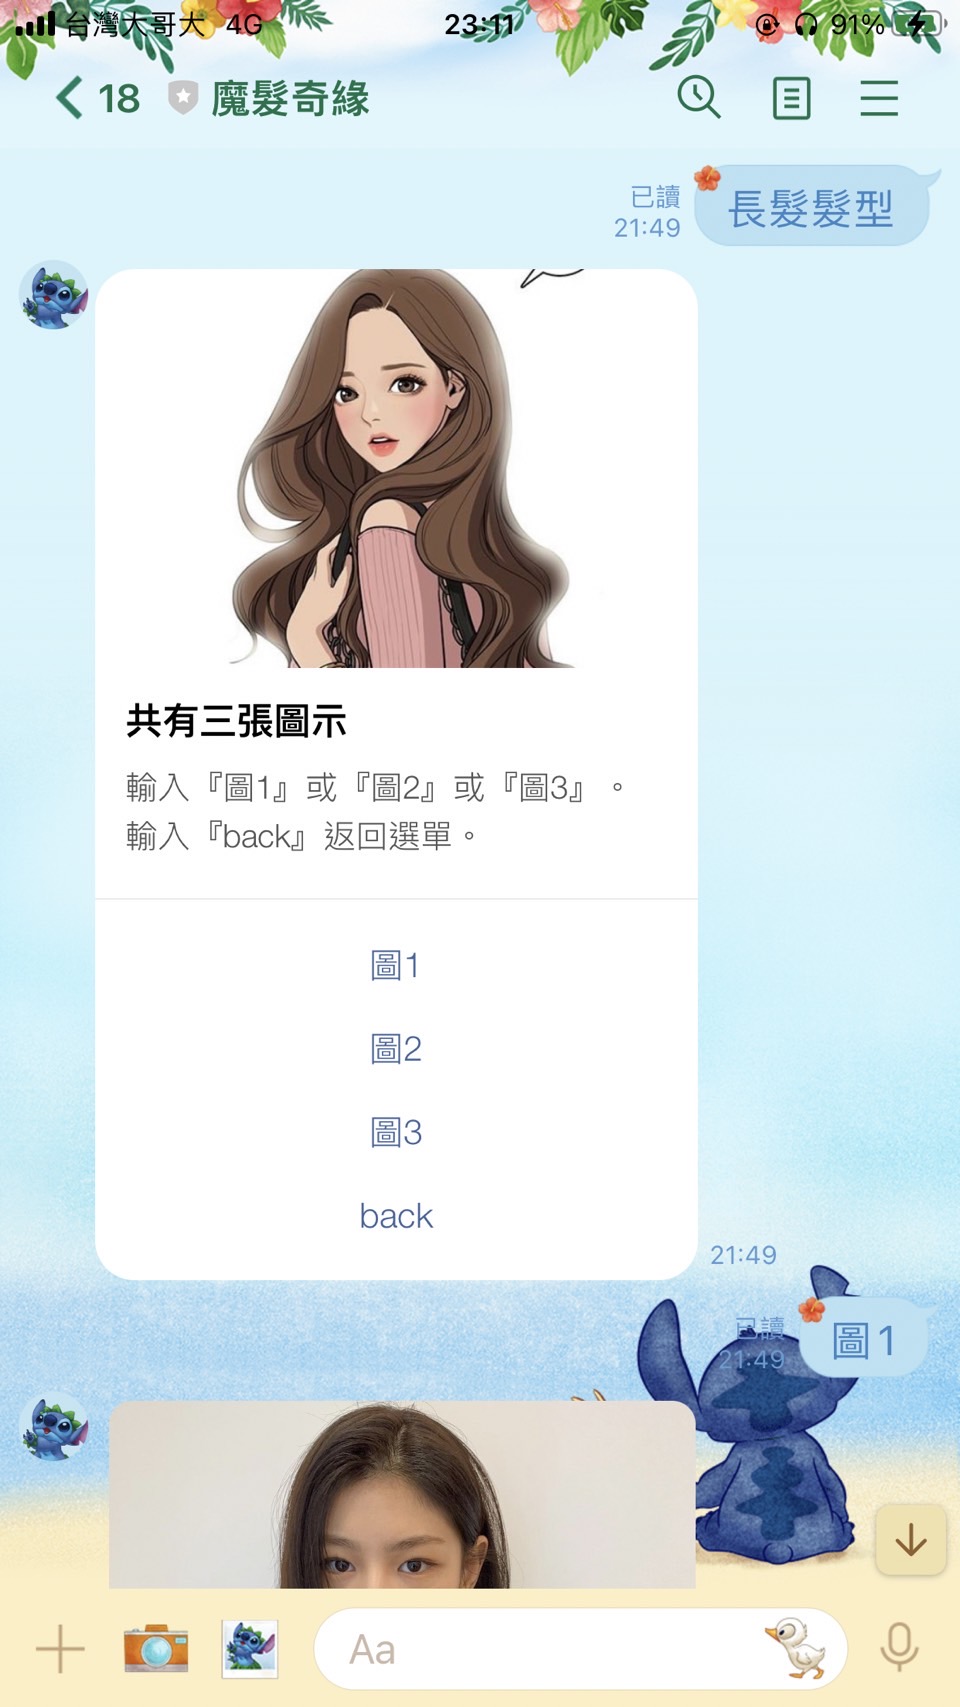 台灣大哥大 4G 23:11 91%
18 魔髮奇緣
已讀
21:49
長髮髮型
共有三張圖示
輸入『圖1』或『圖2』或『圖3』。
輸入『back』返回選單。
圖1
圖2
圖3
back
21:49
已讀
21:49
圖1
Aa